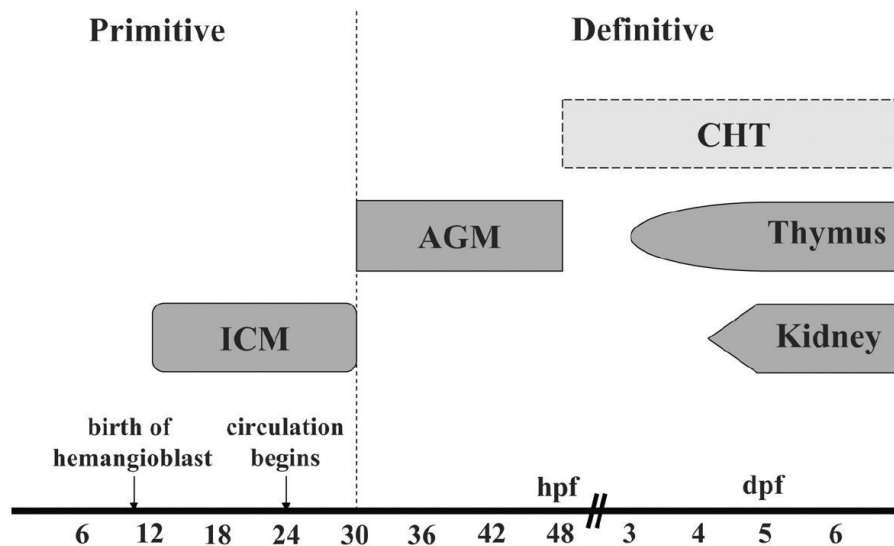 Primitive
Definitive
CHT
AGM
Thymus
ICM
Kidney
birth of
hemangioblast
circulation
begins
hpf
dpf
6 12 18 24 30 36 42 48 3 4 5 6